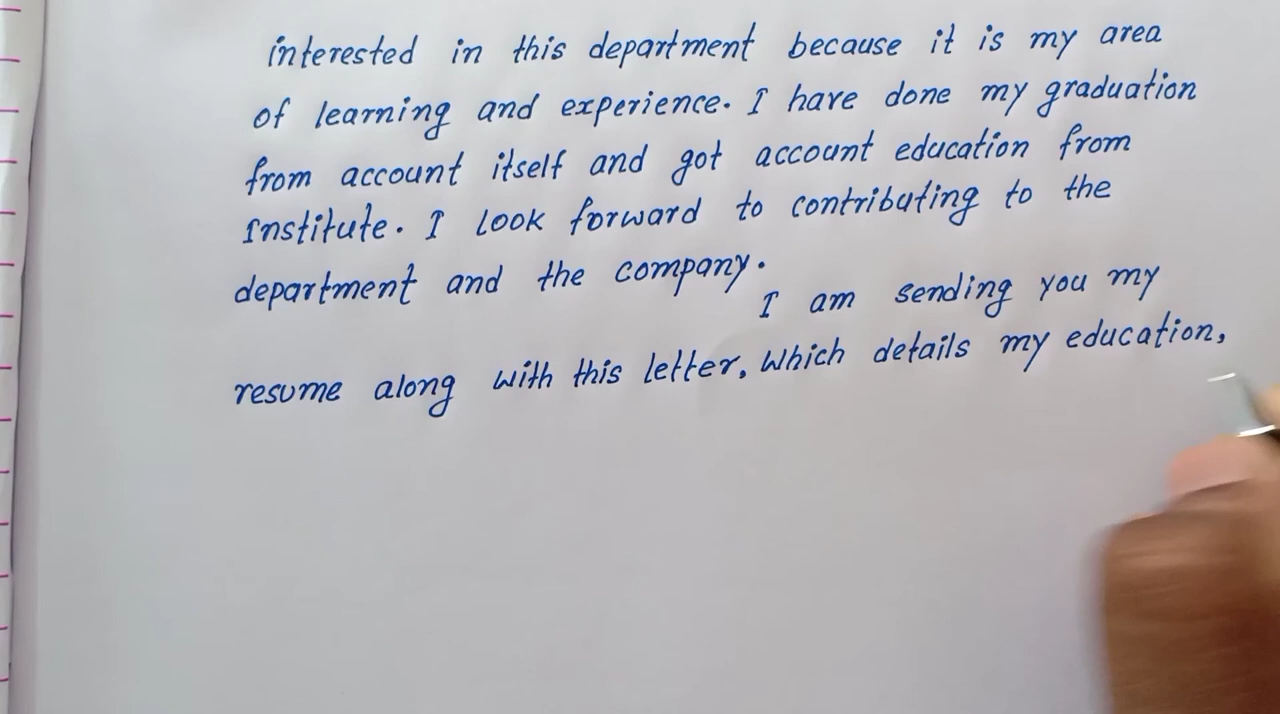 interested in this department because it is my area
of learning and experience. I have done my graduation
from account itself and got account education from
Institute. I look forward to contributing to the
department and the company.
I am sending you my
resume along with this letter, Which details my education,